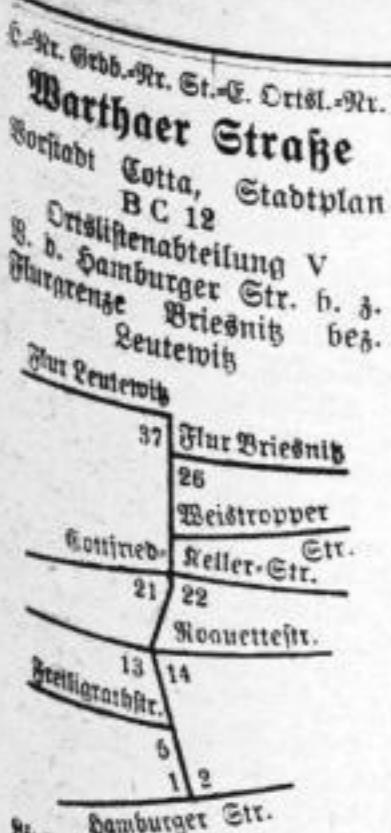 H.-Nr. Grdb.-Nr. St.-E. Ortsl.-Nr.
Warthaer Straße
Vorstadt Cotta, Stadtplan
B C 12
Ortslistenabteilung V
V. d. Hamburger Str. b. z.
Flurgrenze Briesnitz bez.
Leutewitz
Flur Leutewitz
37 Flur Briesnitz
26
Weistropper
Str.
Gottfried- Keller-Str.
21 22
Roquettestr.
13 14
Freiligrathstr.
5
1 2
Hamburger Str.